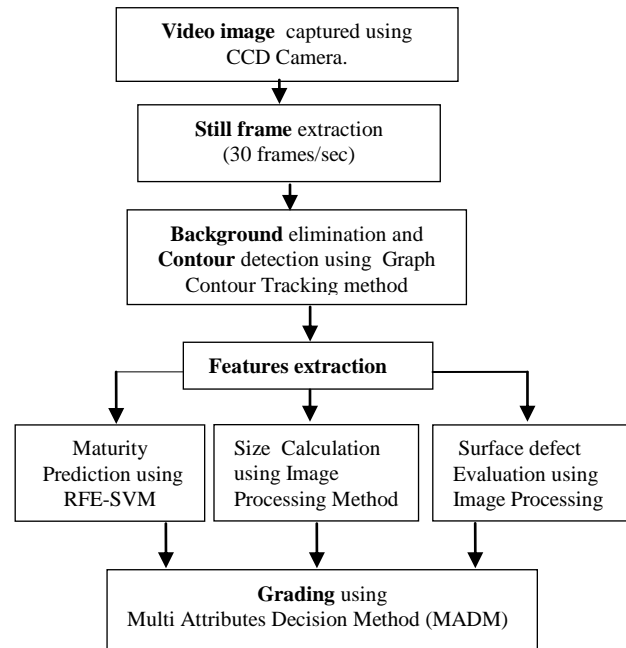 Video image captured using
CCD Camera.
Still frame extraction
(30 frames/sec)
Background elimination and
Contour detection using Graph
Contour Tracking method
Features extraction
Maturity
Prediction using
RFE-SVM
Size Calculation
using Image
Processing Method
Surface defect
Evaluation using
Image Processing
Grading using
Multi Attributes Decision Method (MADM)